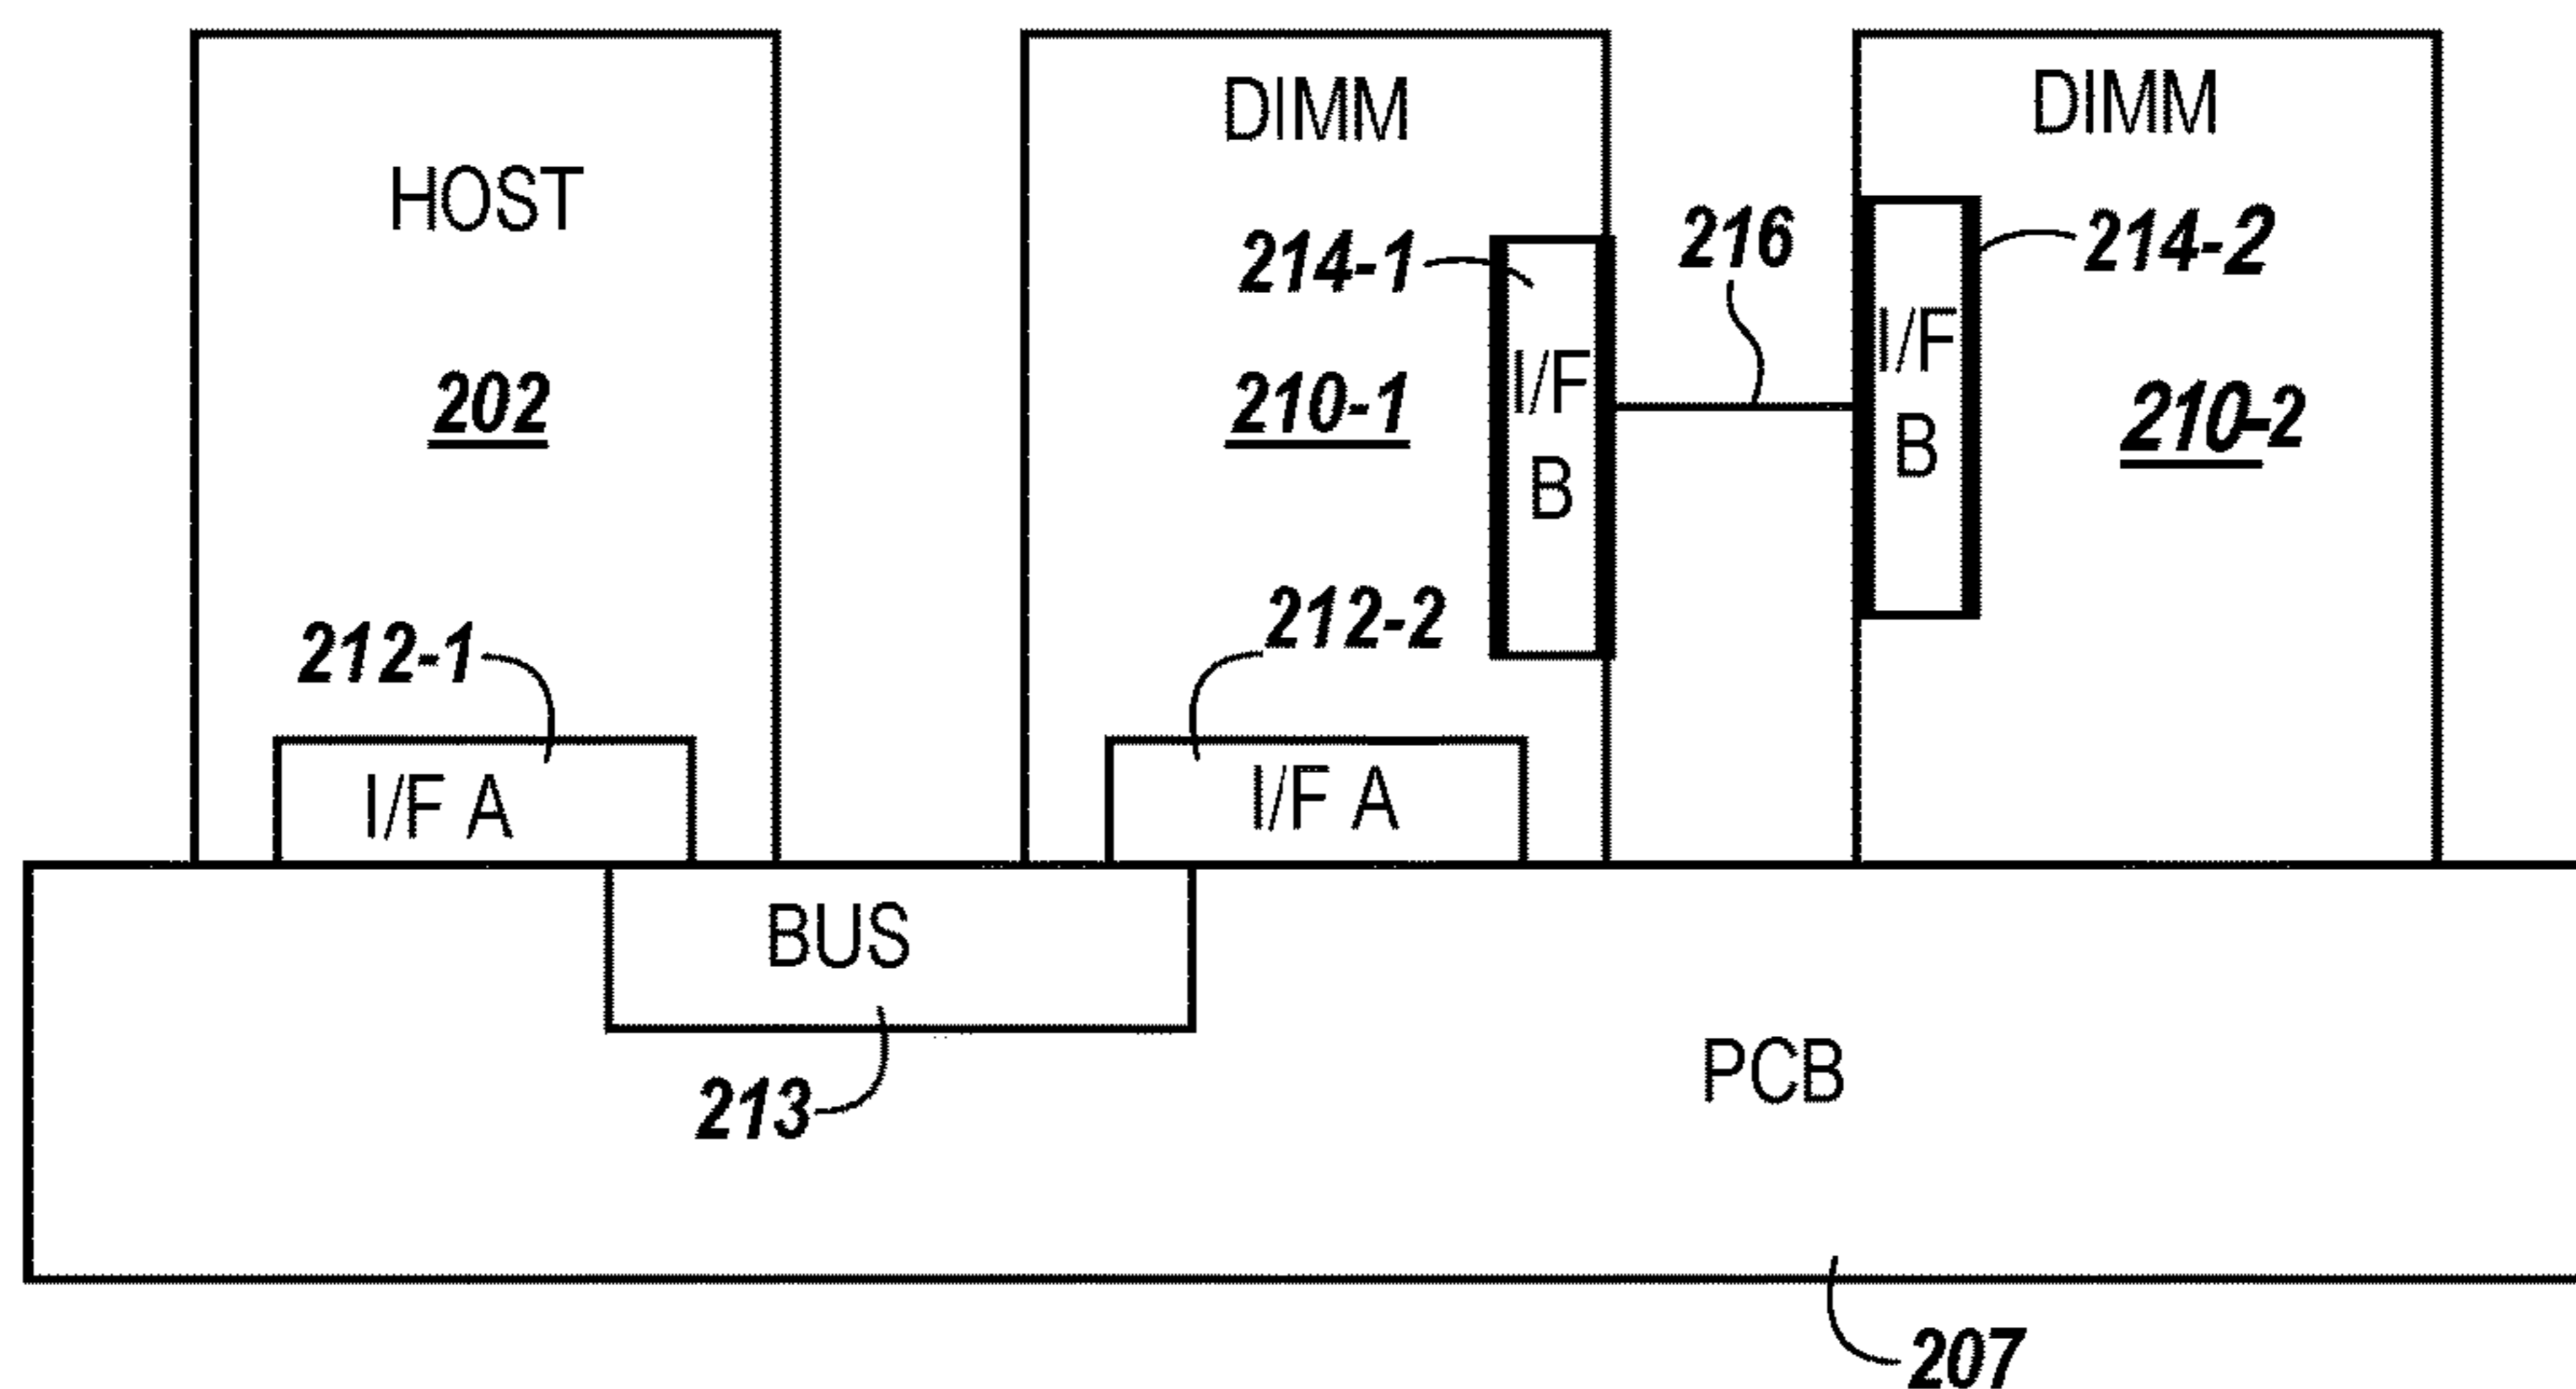 HOST
202
212-1
I/F A
DIMM
214-1
210-1
I/F
B
212-2
I/F A
216
DIMM
214-2
I/F
B
210-2
BUS
213
PCB
207